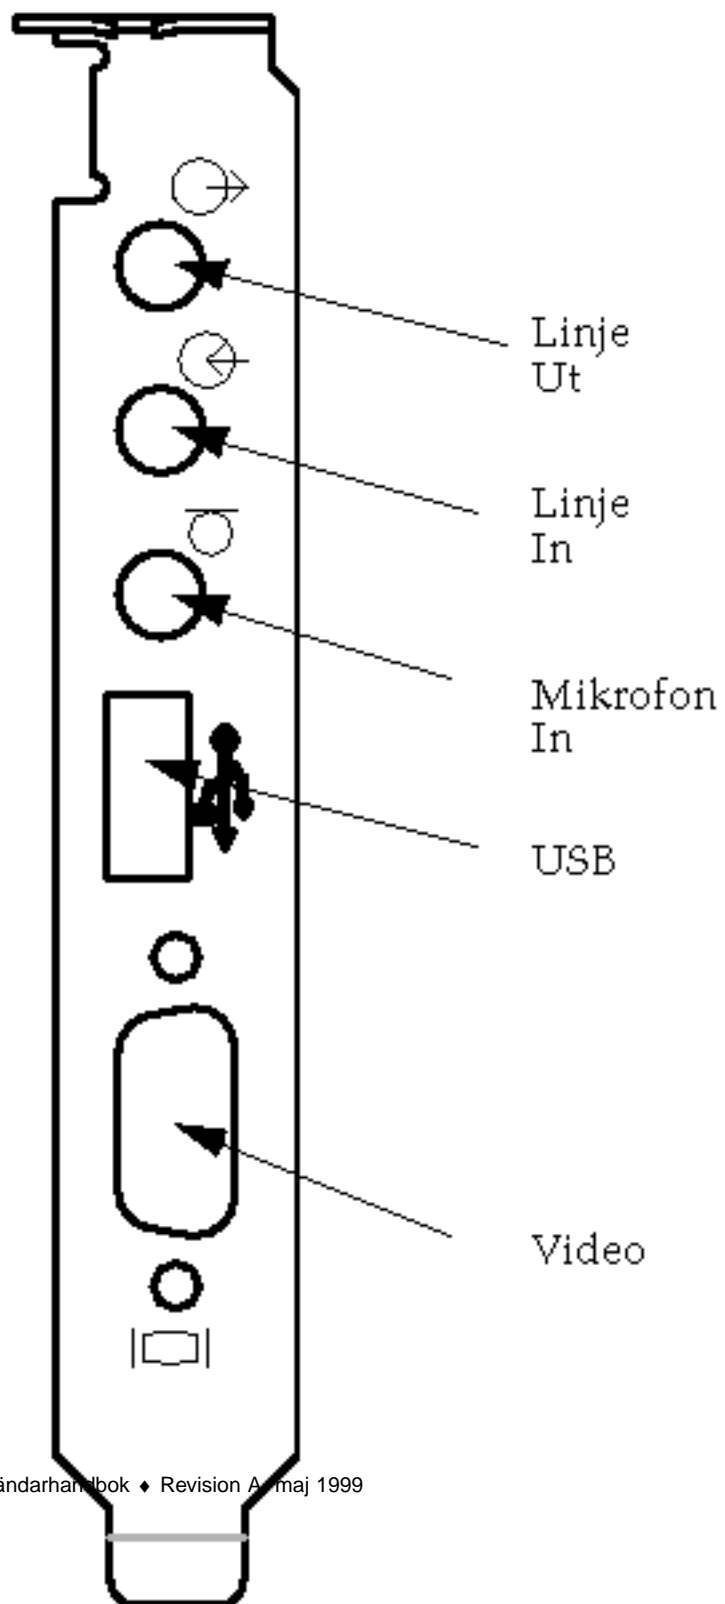 Linje
Ut
Linje
In
Mikrofon
In
USB
Video
ändarhandbok ♦ Revision A, maj 1999